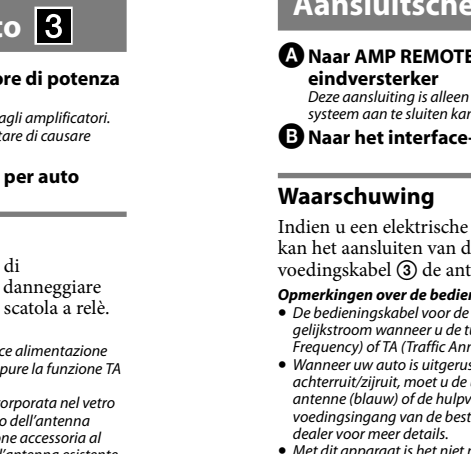 to 3
ore di potenza
agli amplificatori.
tare di causare
per auto
di
danneggiare
scatola a relè.
ce alimentazione
pure la funzione TA
corporata nel vetro
o dell'antenna
one accessoria al
l'antenna esistente
Aansluitsche
A Naar AMP REMOTE
eindversterker
Deze aansluiting is alleen
systeem aan te sluiten kan
B Naar het interface-
Waarschuwing
Indien u een elektrische
kan het aansluiten van d
voedingskabel ③ de ant
Opmerkingen over de bedien
• De bedieningskabel voor de
gelijkstroom wanneer u de tu
Frequency) of TA (Traffic Ann
• Wanneer uw auto is uitgerus
achterruit/zijruit, moet u de
antenne (blauw) of de hulpv
voedingsingang van de best
dealer voor meer details.
• Met dit apparaat is het niet